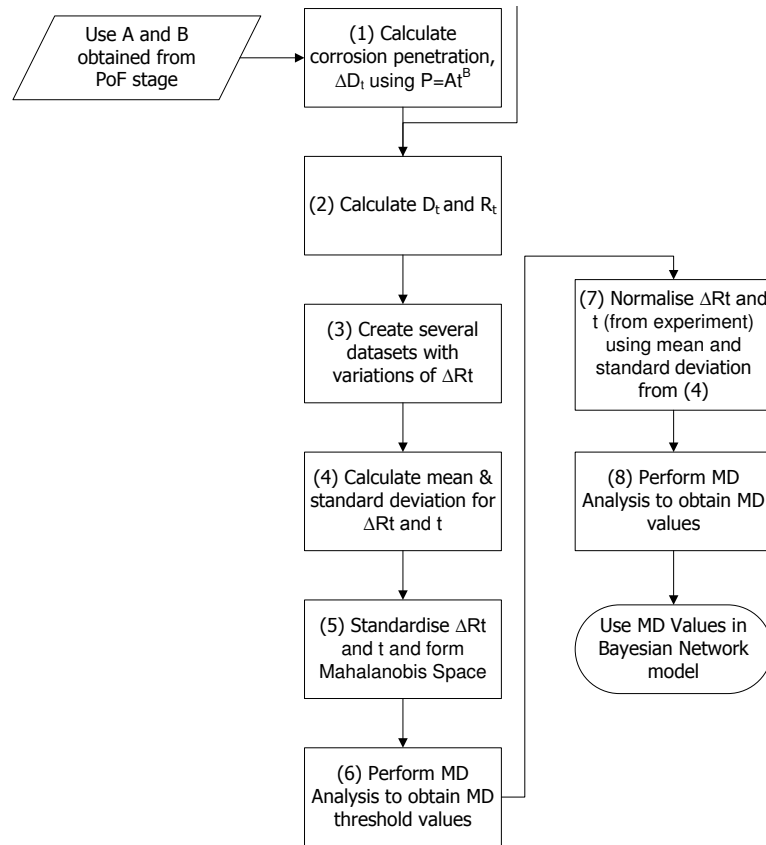 Use A and B
obtained from
PoF stage
(1) Calculate
corrosion penetration,
ΔDₜ using P=Atᴮ
(2) Calculate Dₜ and Rₜ
(3) Create several
datasets with
variations of ΔRt
(4) Calculate mean &
standard deviation for
ΔRt and t
(5) Standardise ΔRt
and t and form
Mahalanobis Space
(6) Perform MD
Analysis to obtain MD
threshold values
(7) Normalise ΔRt and
t (from experiment)
using mean and
standard deviation
from (4)
(8) Perform MD
Analysis to obtain MD
values
Use MD Values in
Bayesian Network
model